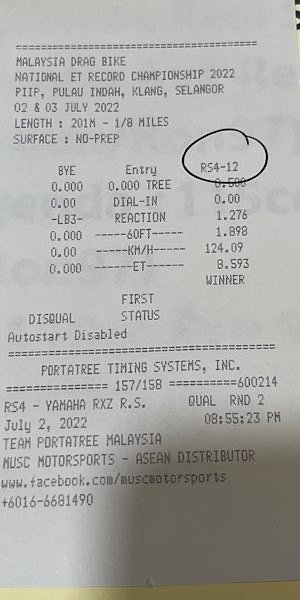 ==========================================
MALAYSIA DRAG BIKE
NATIONAL ET RECORD CHAMPIONSHIP 2022
PIIP, PULAU INDAH, KLANG, SELANGOR
02 & 03 JULY 2022
LENGTH : 201M - 1/8 MILES
SURFACE : NO-PREP
BYE Entry RS4-12
0.000 0.000 TREE 0.500
0.00 DIAL-IN 0.00
-LB3- REACTION 1.276
0.000 ------60FT----- 1.898
0.00 ------KM/H----- 124.09
0.000 ------ET------- 8.593
WINNER
FIRST
DISQUAL STATUS
Autostart Disabled
==========================================
PORTATREE TIMING SYSTEMS, INC.
=============== 157/158 ==========600214
RS4 - YAMAHA RXZ R.S. QUAL RND 2
July 2, 2022 08:55:23 PM
TEAM PORTATREE MALAYSIA
MUSC MOTORSPORTS - ASEAN DISTRIBUTOR
www.facebook.com/muscmotorsports
+6016-6681490